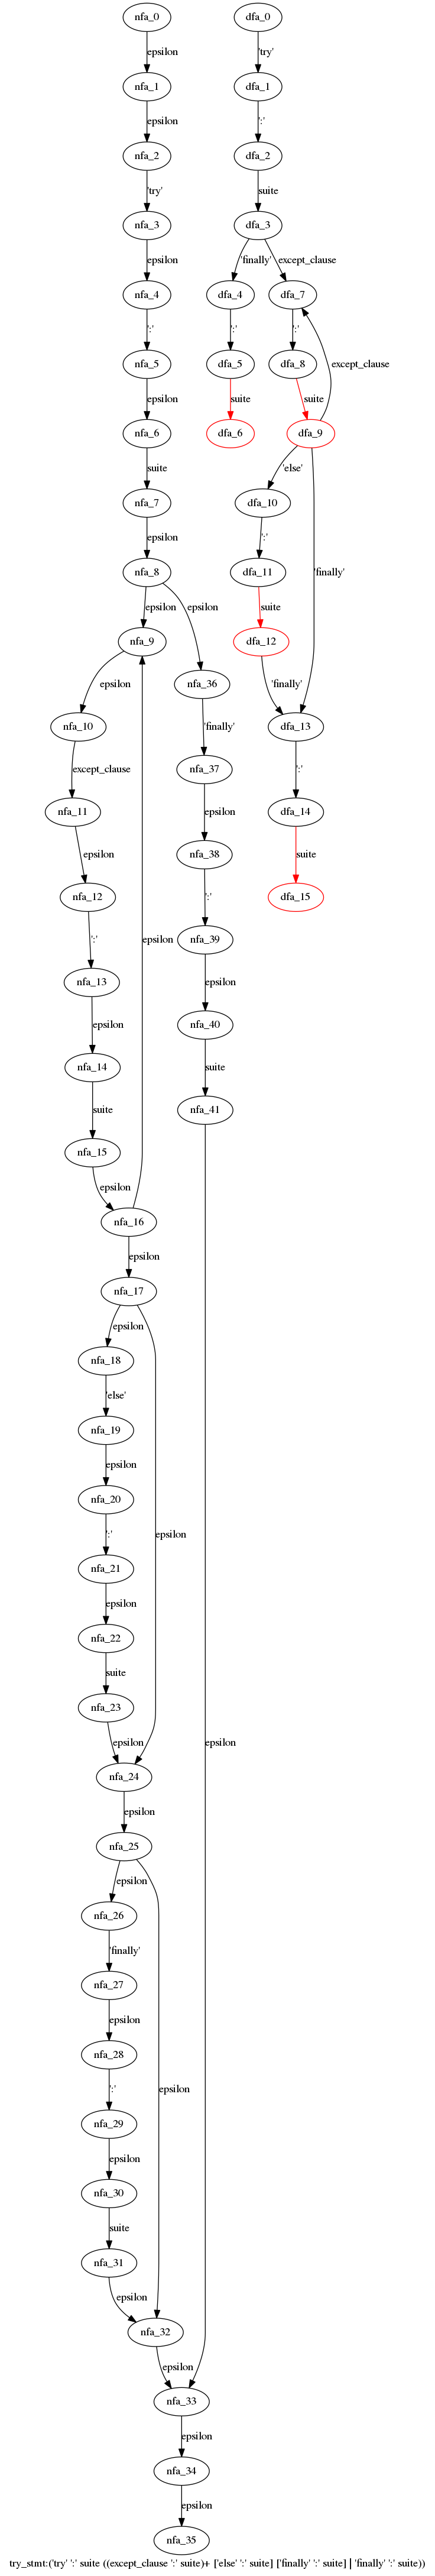 nfa_0 dfa_0
epsilon 'try'
nfa_1 dfa_1
epsilon ':'
nfa_2 dfa_2
'try' suite
nfa_3 dfa_3
epsilon 'finally' except_clause
nfa_4 dfa_4 dfa_7
':' ':' ':'
nfa_5 dfa_5 dfa_8
epsilon suite suite except_clause
nfa_6 dfa_6 dfa_9
suite 'else'
nfa_7 dfa_10
epsilon ':' 'finally'
nfa_8 dfa_11
epsilon epsilon suite
nfa_9 dfa_12
epsilon 'finally'
nfa_36
nfa_10 dfa_13
'finally'
except_clause ':'
nfa_37
nfa_11 dfa_14
epsilon
epsilon suite
nfa_38
nfa_12 dfa_15
':'
':' epsilon
nfa_39
nfa_13
epsilon
epsilon
nfa_40
nfa_14
suite
suite
nfa_41
nfa_15
epsilon
nfa_16
epsilon
nfa_17
epsilon
nfa_18
'else'
nfa_19
epsilon
nfa_20
':' epsilon
nfa_21
epsilon
nfa_22
suite
nfa_23
epsilon epsilon
nfa_24
epsilon
nfa_25
epsilon
nfa_26
'finally'
nfa_27
epsilon
nfa_28
':' epsilon
nfa_29
epsilon
nfa_30
suite
nfa_31
epsilon
nfa_32
epsilon
nfa_33
epsilon
nfa_34
epsilon
nfa_35
try_stmt:('try' ':' suite ((except_clause ':' suite)+ ['else' ':' suite] ['finally' ':' suite] | 'finally' ':' suite))